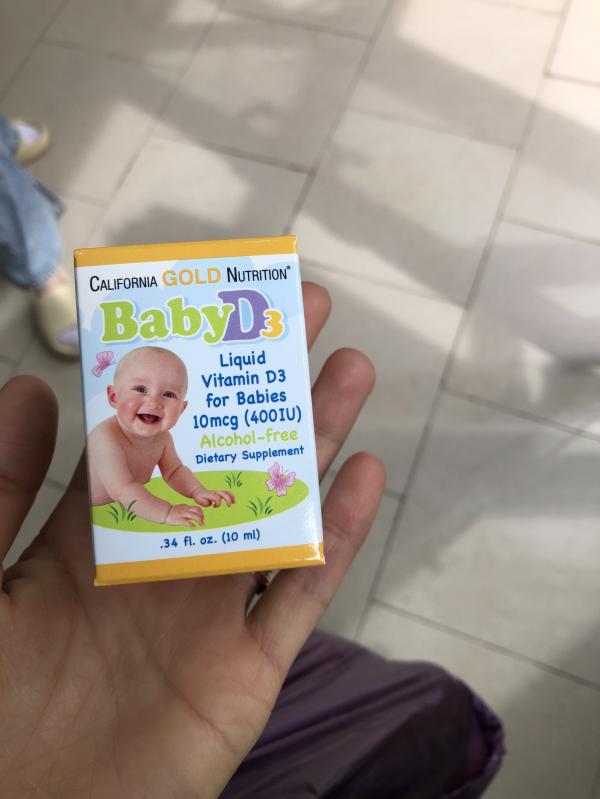 CALIFORNIA GOLD NUTRITION®
BabyD3
Liquid
Vitamin D3
for Babies
10mcg (400IU)
Alcohol-free
Dietary Supplement
.34 fl. oz. (10 ml)